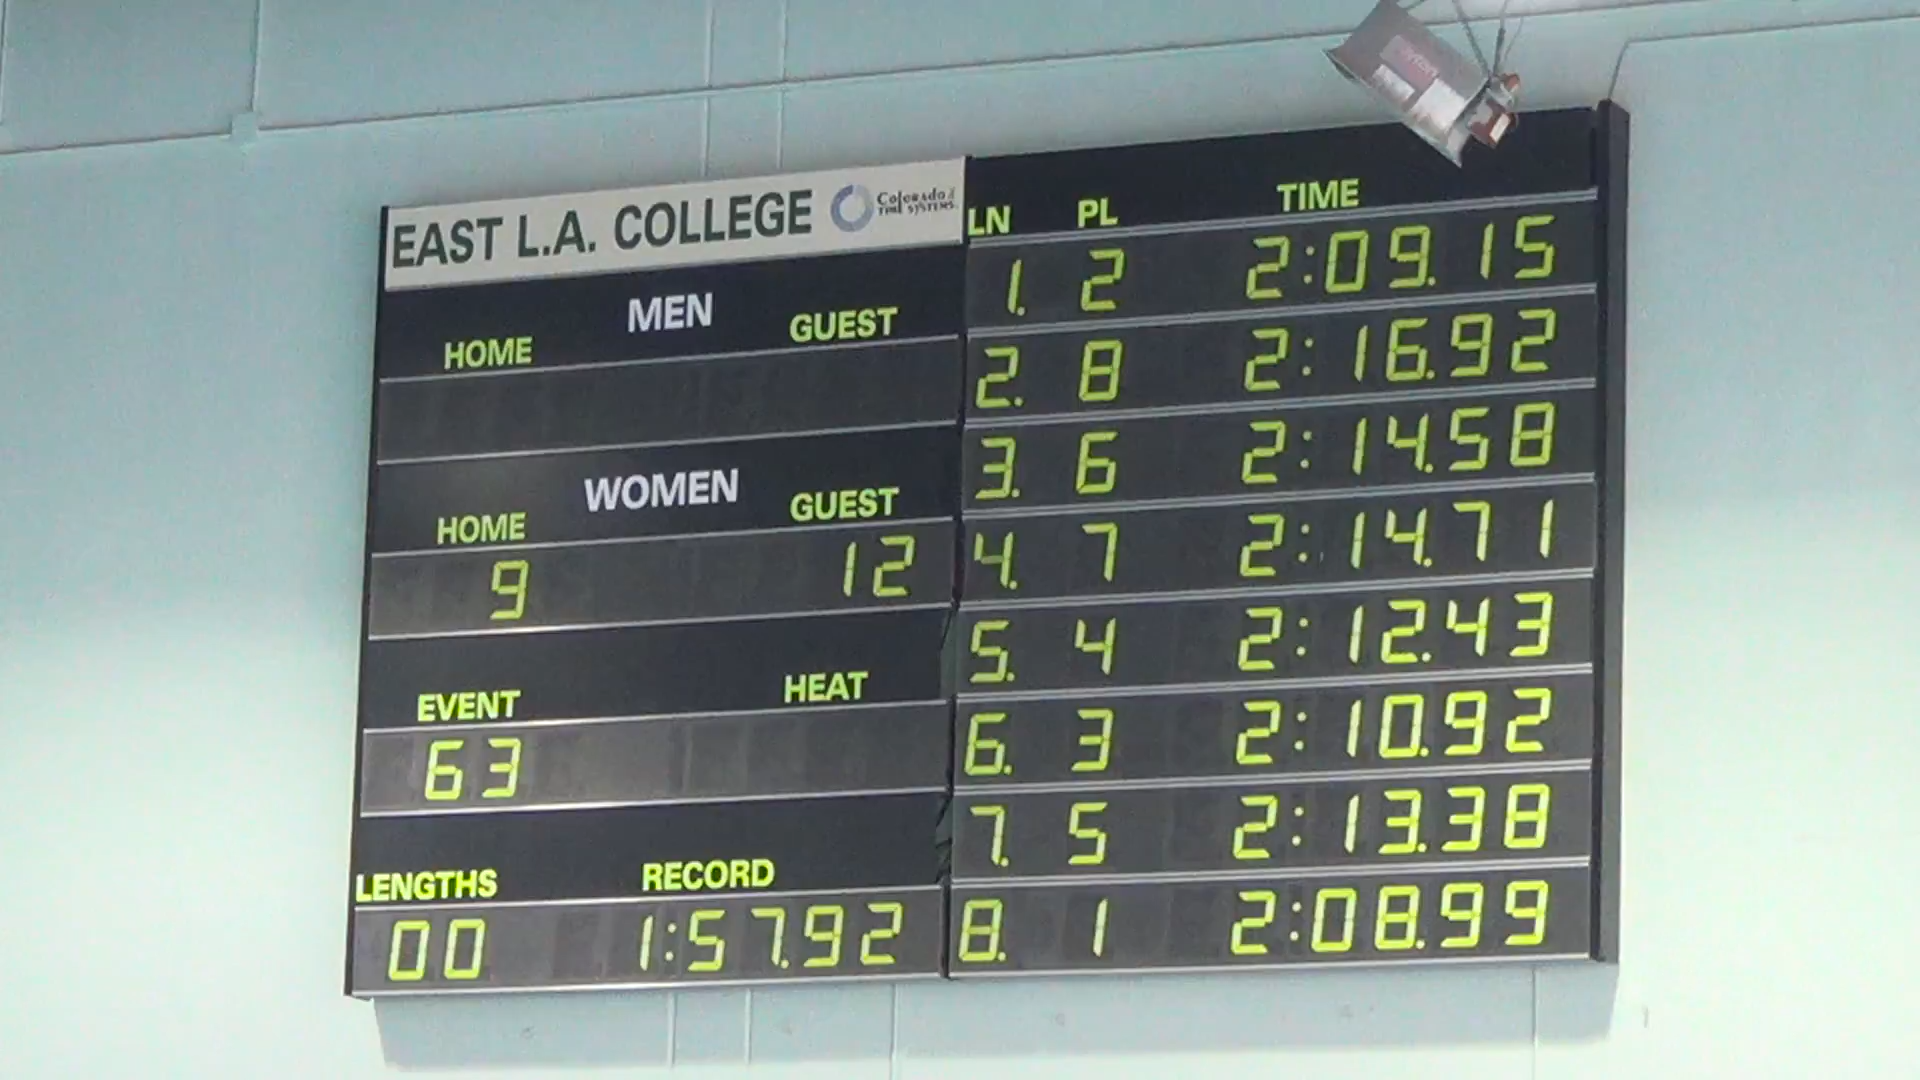 EAST L.A. COLLEGE Colorado TIME SYSTEMS
MEN
HOME GUEST
WOMEN
HOME GUEST
9 12
EVENT HEAT
63
LENGTHS RECORD
00 1:57.92
LN PL TIME
1. 2 2:09.15
2. 8 2:16.92
3. 6 2:14.58
4. 7 2:14.71
5. 4 2:12.43
6. 3 2:10.92
7. 5 2:13.38
8. 1 2:08.99